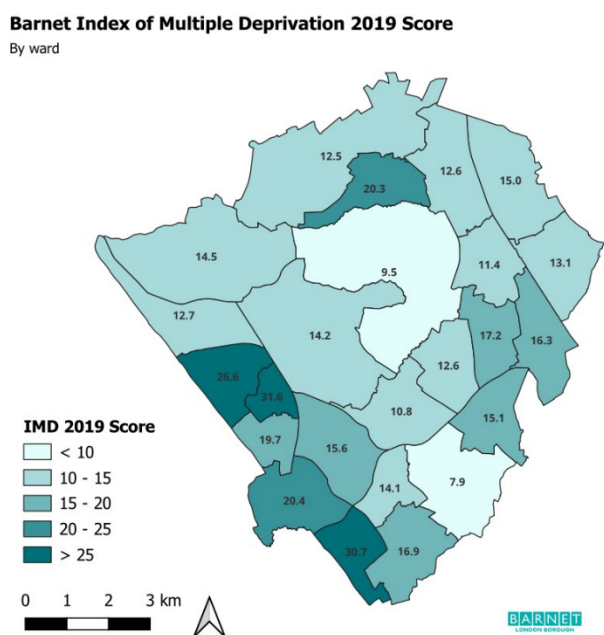 Barnet Index of Multiple Deprivation 2019 Score
By ward
12.5
12.6
15.0
20.3
14.5
9.5
11.4
13.1
12.7
14.2
17.2
16.3
12.6
26.6
31.6
10.8
15.1
19.7
15.6
14.1
7.9
20.4
30.7
16.9
IMD 2019 Score
< 10
10 - 15
15 - 20
20 - 25
> 25
0 1 2 3 km
BARNET
LONDON BOROUGH